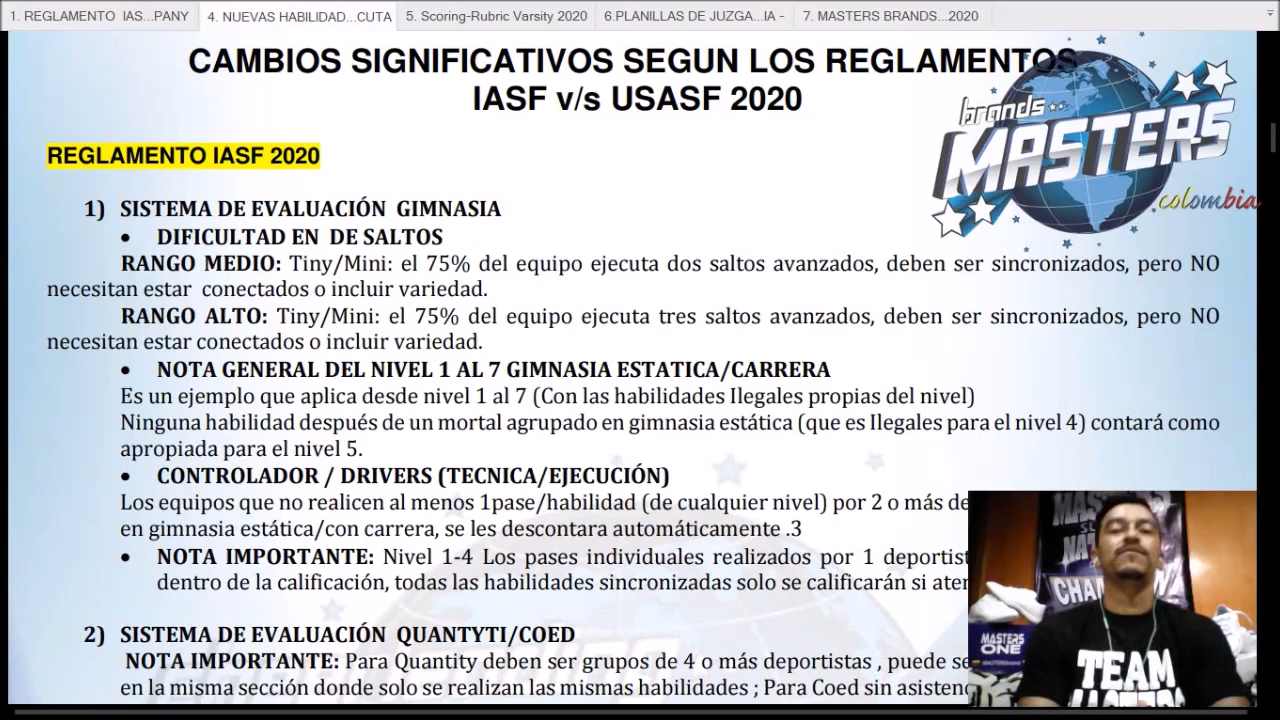 1. REGLAMENTO IAS...PANY
4. NUEVAS HABILIDAD...CUTA
5. Scoring-Rubric Varsity 2020
6.PLANILLAS DE JUZGA...IA -
7. MASTERS BRANDS...2020
CAMBIOS SIGNIFICATIVOS SEGUN LOS REGLAMENTOS
IASF v/s USASF 2020
brands
MASTERS
colombia
REGLAMENTO IASF 2020
1) SISTEMA DE EVALUACIÓN GIMNASIA
• DIFICULTAD EN DE SALTOS
RANGO MEDIO: Tiny/Mini: el 75% del equipo ejecuta dos saltos avanzados, deben ser sincronizados, pero NO
necesitan estar conectados o incluir variedad.
RANGO ALTO: Tiny/Mini: el 75% del equipo ejecuta tres saltos avanzados, deben ser sincronizados, pero NO
necesitan estar conectados o incluir variedad.
• NOTA GENERAL DEL NIVEL 1 AL 7 GIMNASIA ESTATICA/CARRERA
Es un ejemplo que aplica desde nivel 1 al 7 (Con las habilidades Ilegales propias del nivel)
Ninguna habilidad después de un mortal agrupado en gimnasia estática (que es Ilegales para el nivel 4) contará como
apropiada para el nivel 5.
• CONTROLADOR / DRIVERS (TECNICA/EJECUCIÓN)
Los equipos que no realicen al menos 1pase/habilidad (de cualquier nivel) por 2 o más de
en gimnasia estática/con carrera, se les descontara automáticamente .3
• NOTA IMPORTANTE: Nivel 1-4 Los pases individuales realizados por 1 deportist
dentro de la calificación, todas las habilidades sincronizadas solo se calificarán si aten
2) SISTEMA DE EVALUACIÓN QUANTYTI/COED
NOTA IMPORTANTE: Para Quantity deben ser grupos de 4 o más deportistas , puede se
en la misma sección donde solo se realizan las mismas habilidades ; Para Coed sin asistenc
MASTERS
ONE
TEAM